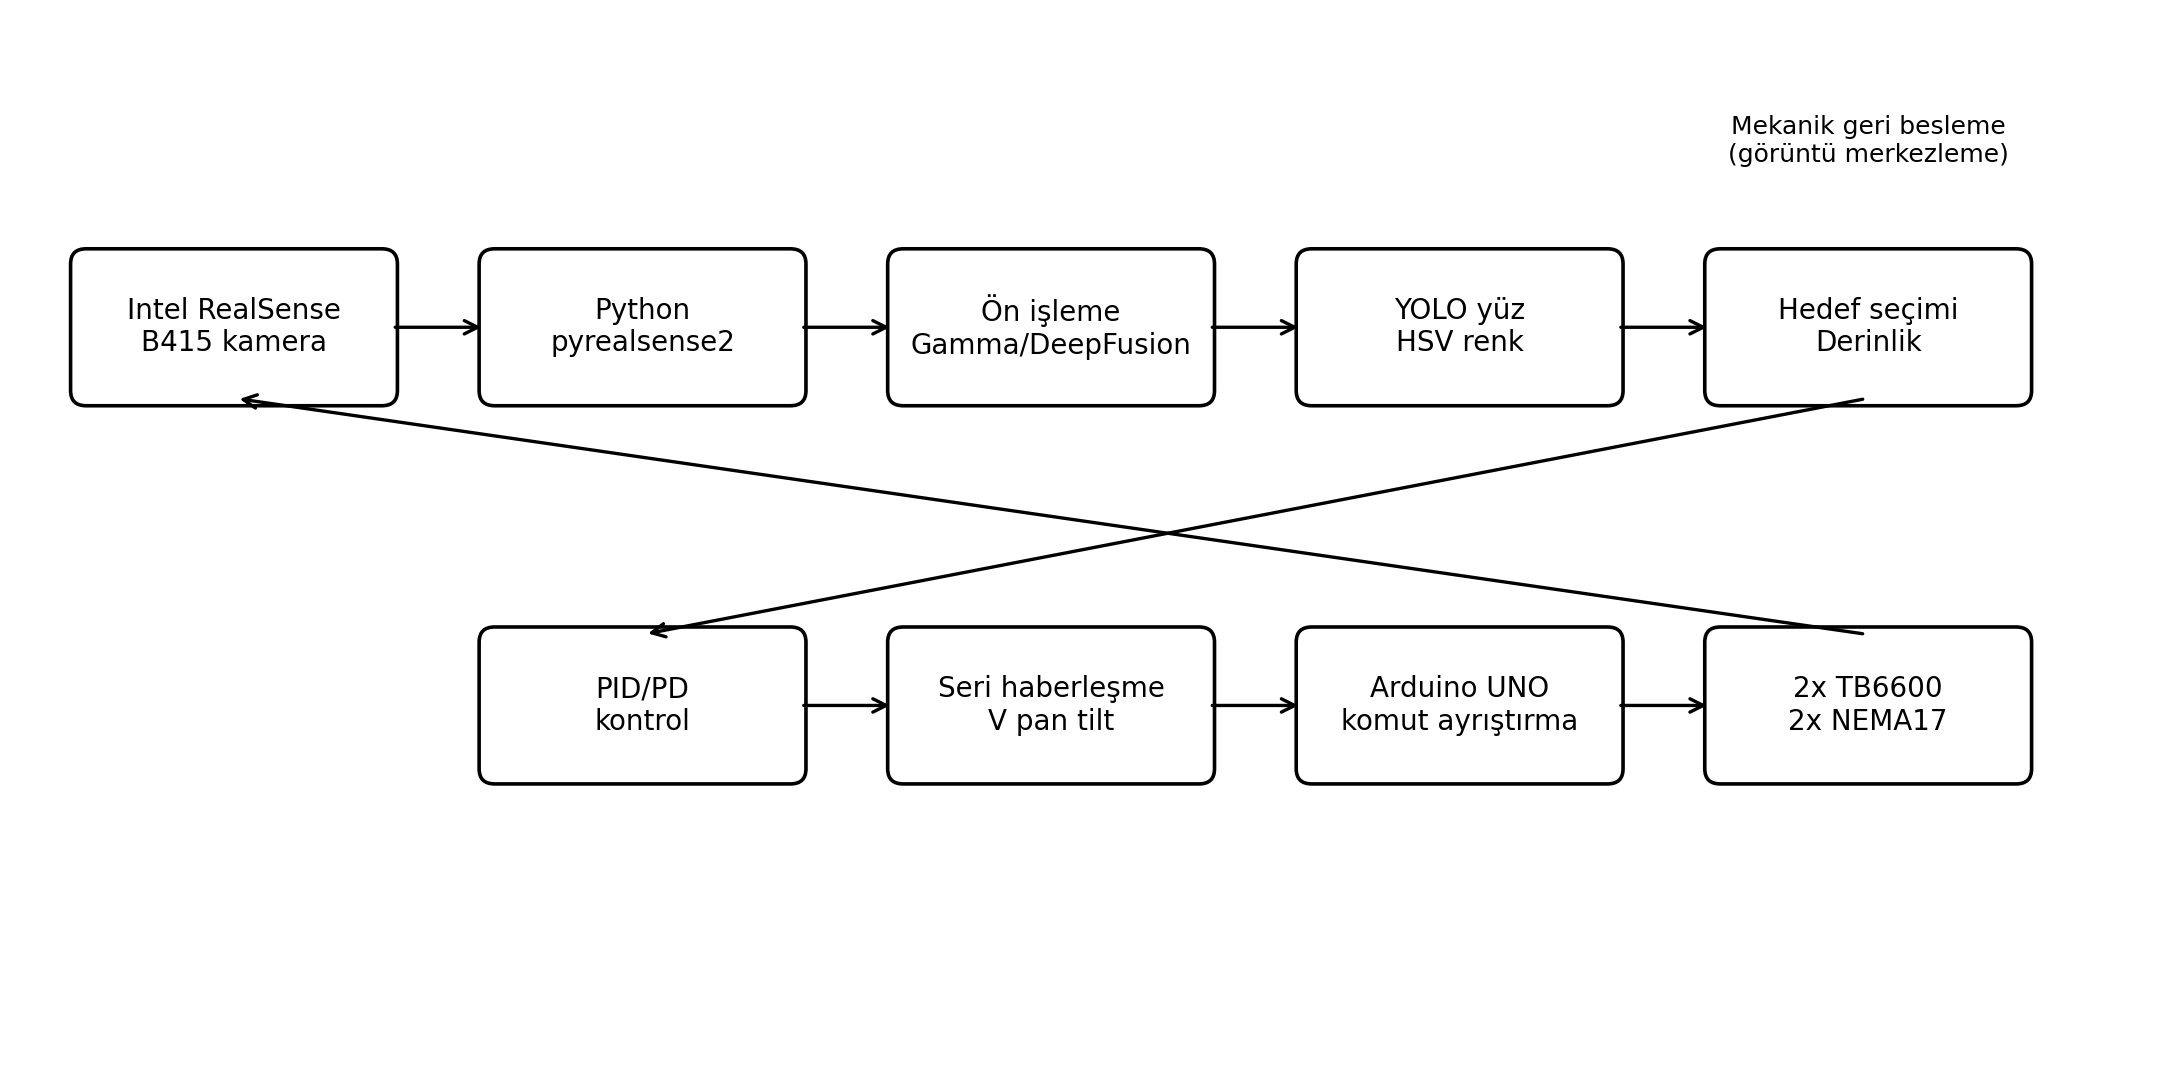 Mekanik geri besleme
(görüntü merkezleme)
Intel RealSense
B415 kamera
Python
pyrealsense2
Ön işleme
Gamma/DeepFusion
YOLO yüz
HSV renk
Hedef seçimi
Derinlik
PID/PD
kontrol
Seri haberleşme
V pan tilt
Arduino UNO
komut ayrıştırma
2x TB6600
2x NEMA17